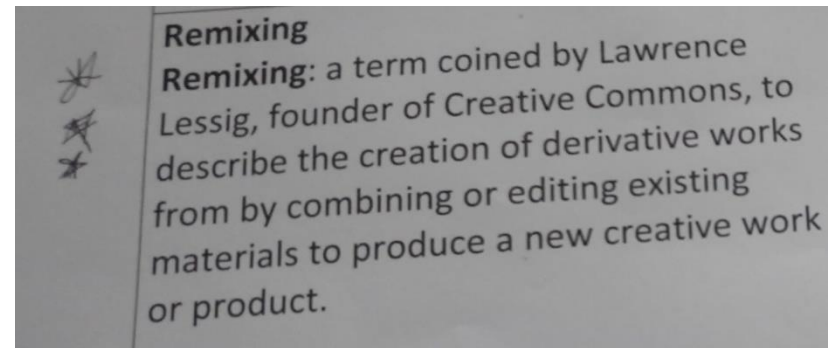 Remixing
Remixing: a term coined by Lawrence
Lessig, founder of Creative Commons, to
describe the creation of derivative works
from by combining or editing existing
materials to produce a new creative work
or product.